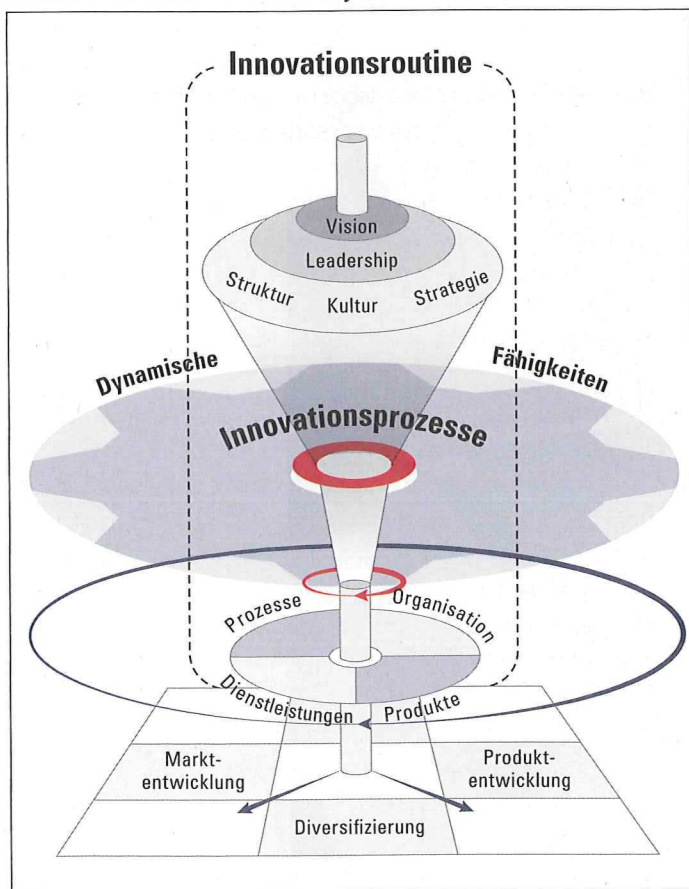 Innovationsroutine
Vision
Leadership
Struktur Kultur Strategie
Dynamische Fähigkeiten
Innovationsprozesse
Prozesse Organisation
Dienstleistungen Produkte
Markt-
entwicklung
Produkt-
entwicklung
Diversifizierung